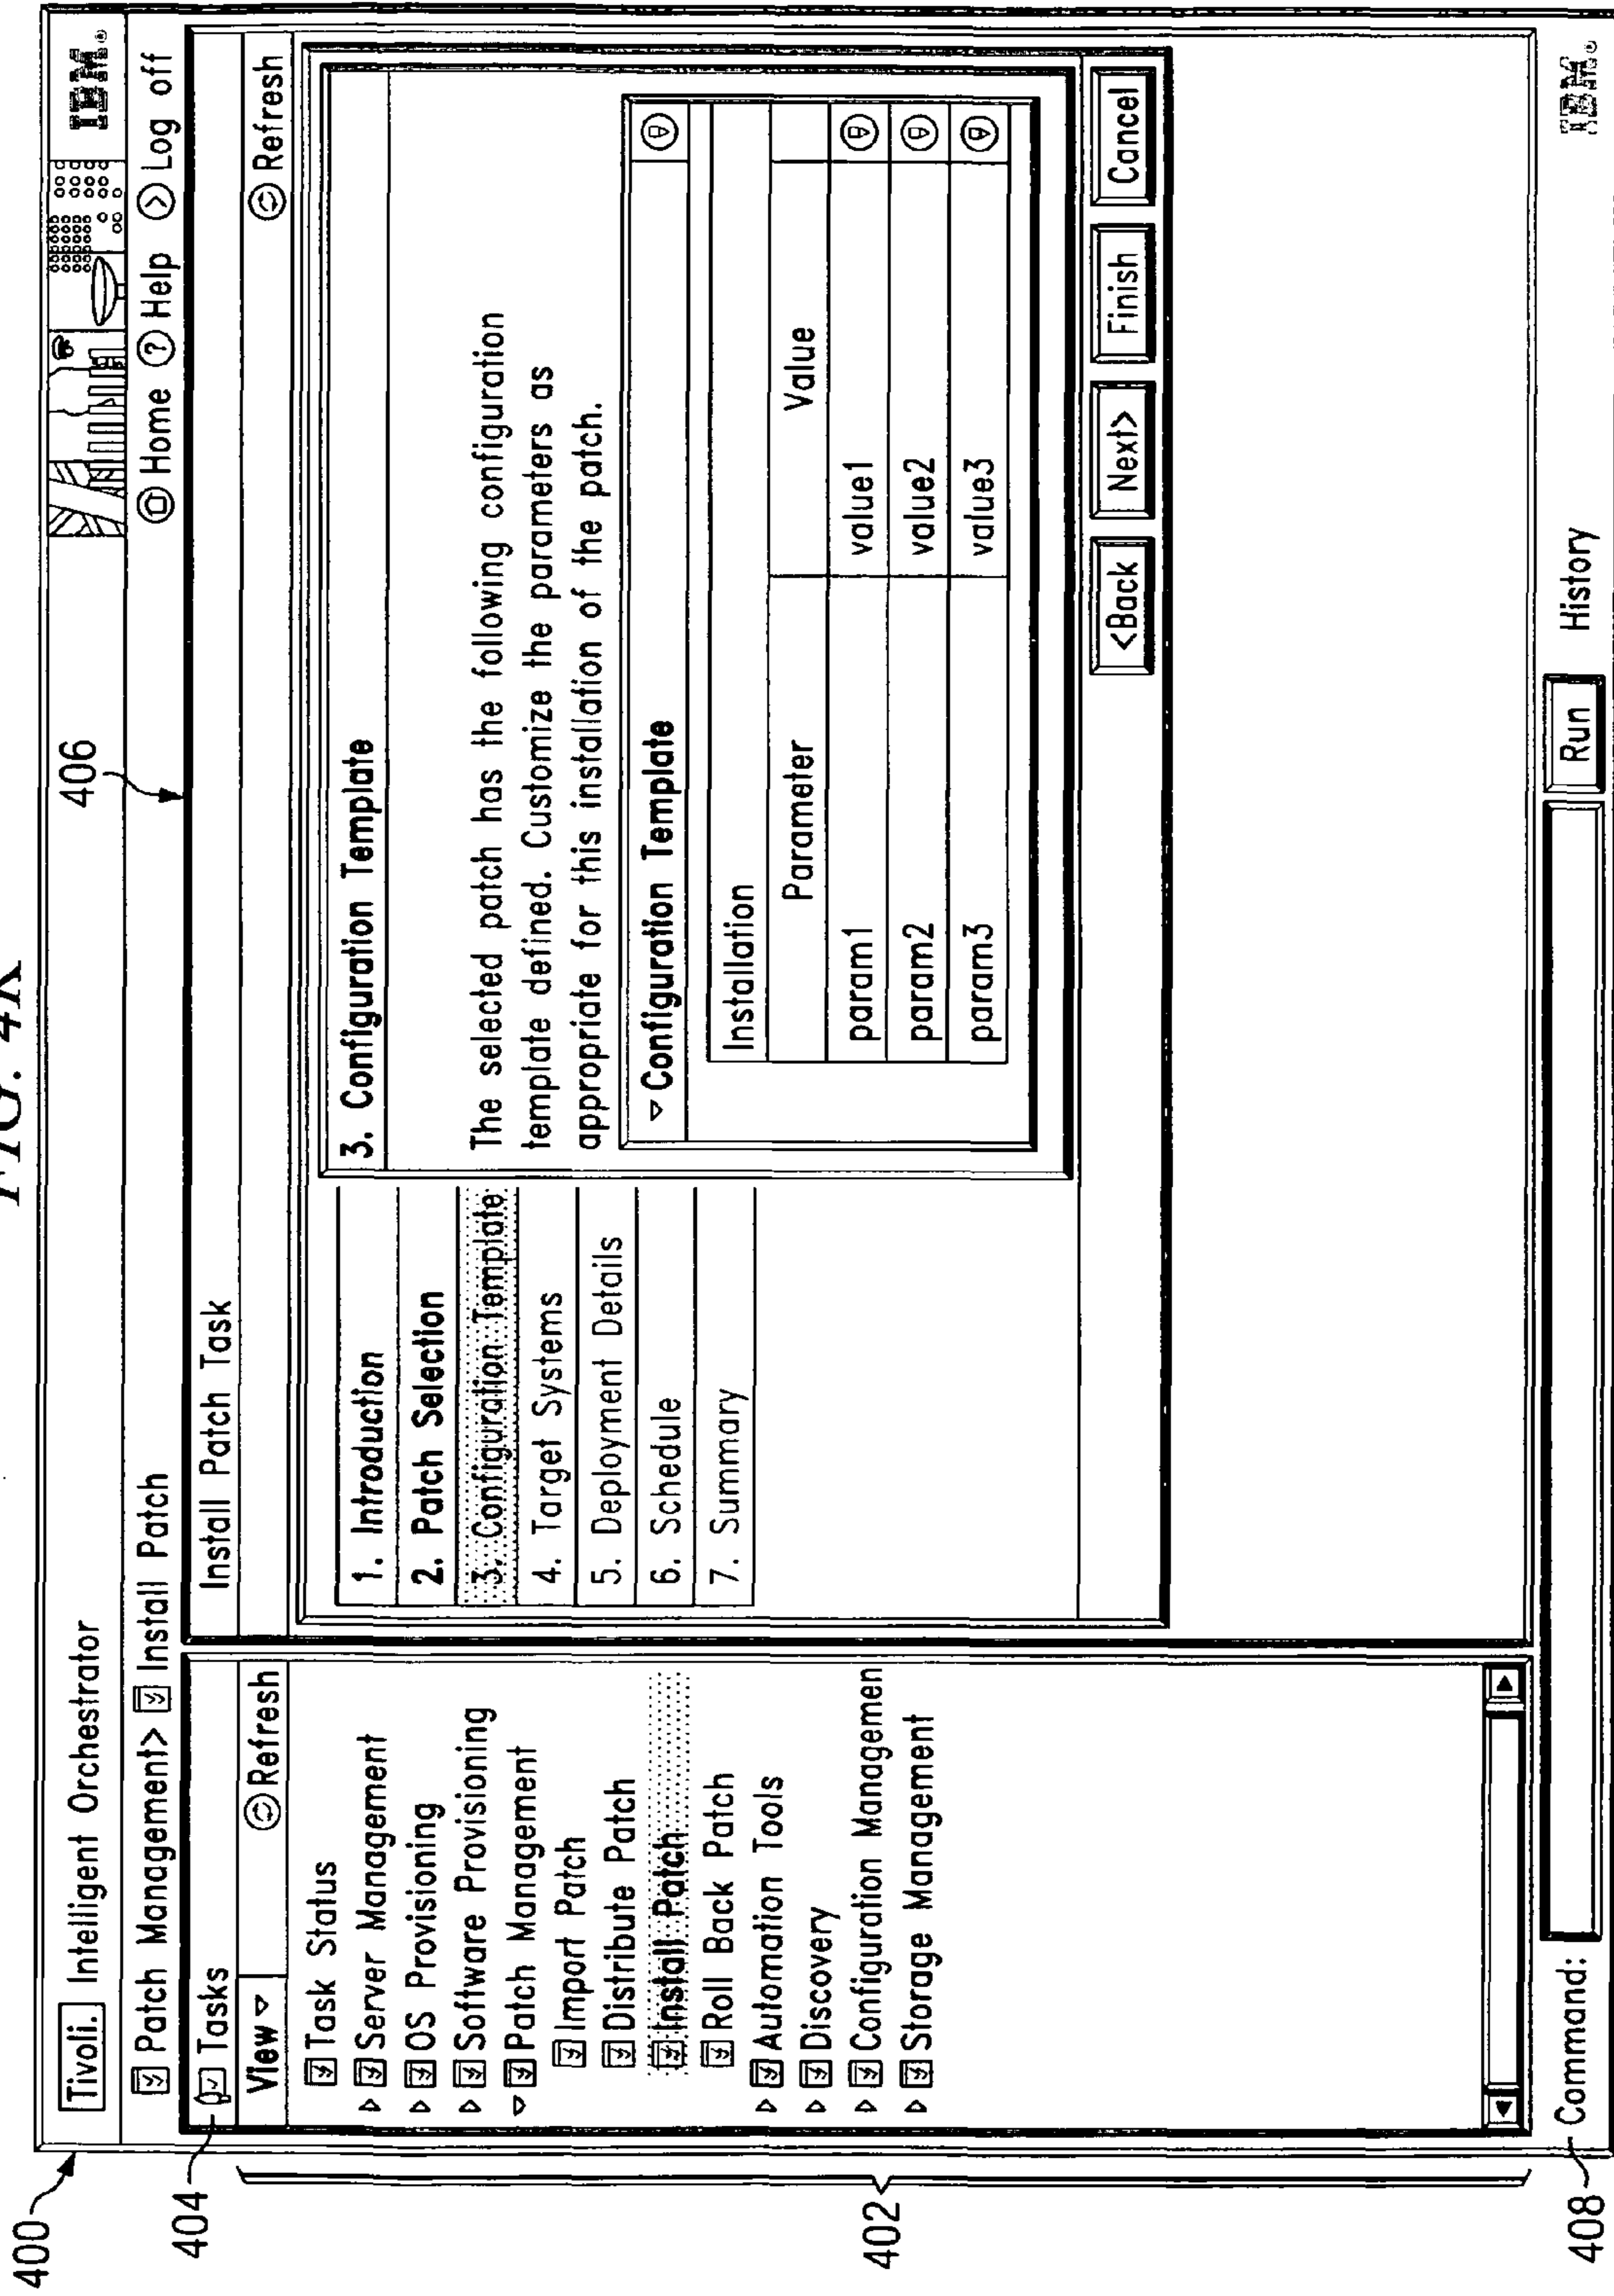 FIG. 4K
400
Tivoli. Intelligent Orchestrator
IBM®
406
Patch Management> Install Patch
Home ? Help > Log off
404
Tasks
Install Patch Task
View
Refresh
Refresh
402
Task Status
Server Management
OS Provisioning
Software Provisioning
Patch Management
Import Patch
Distribute Patch
Install Patch
Roll Back Patch
Automation Tools
Discovery
Configuration Managemen
Storage Management
1. Introduction
2. Patch Selection
3. Configuration Template
4. Target Systems
5. Deployment Details
6. Schedule
7. Summary
3. Configuration Template
The selected patch has the following configuration
template defined. Customize the parameters as
appropriate for this installation of the patch.
Configuration Template
Installation
Parameter Value
param1 value1
param2 value2
param3 value3
<Back Next> Finish Cancel
408
Command: Run History
IBM®